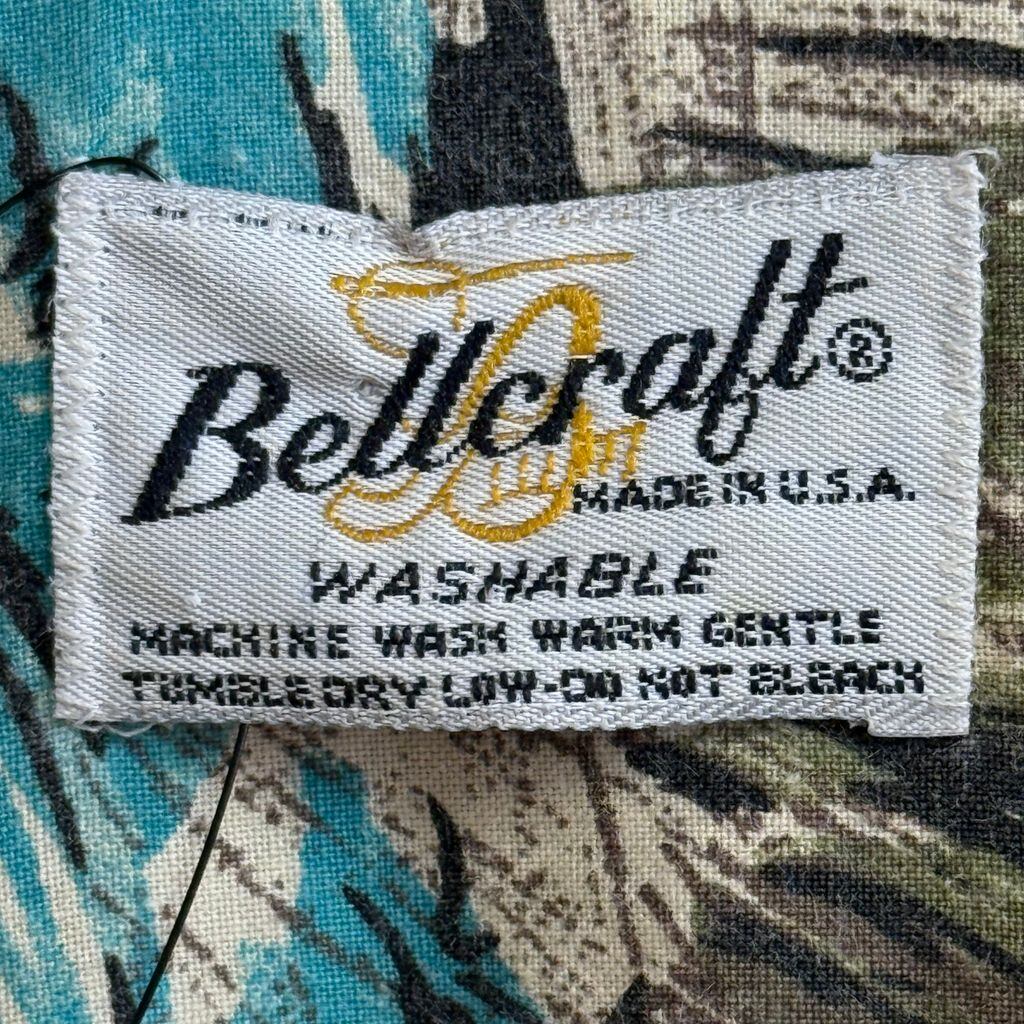 Bellcraft®
MADE IN U.S.A.
WASHABLE
MACHINE WASH WARM GENTLE
TUMBLE DRY LOW-DO NOT BLEACH